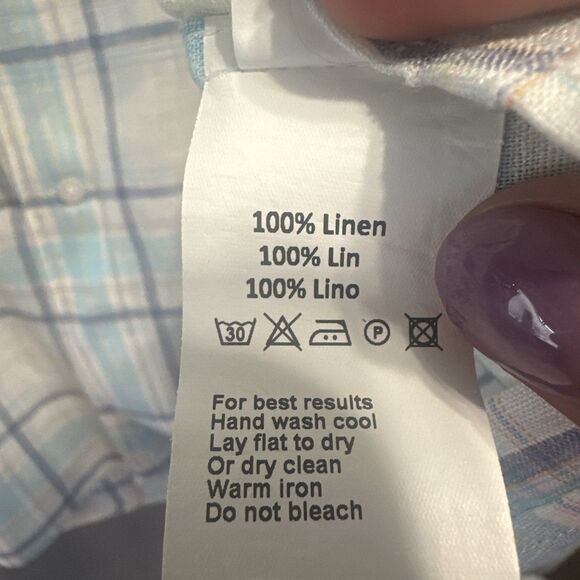 100% Linen
100% Lin
100% Lino
30 P
For best results
Hand wash cool
Lay flat to dry
Or dry clean
Warm iron
Do not bleach